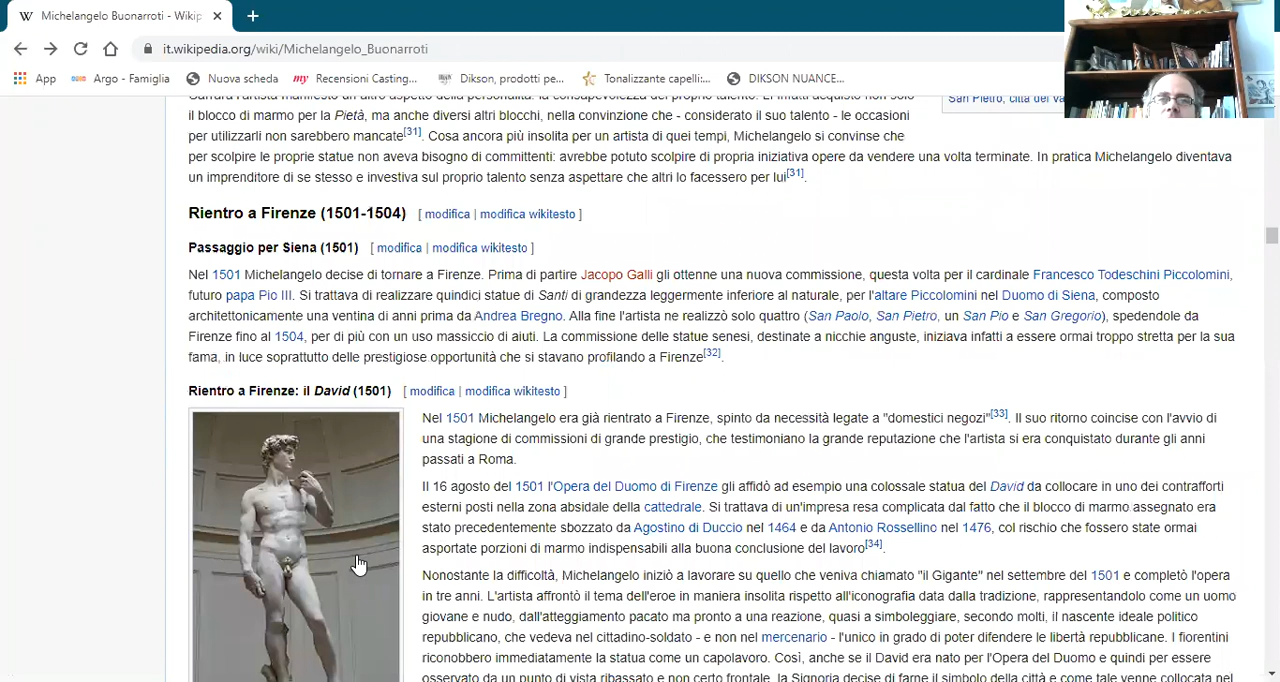 Michelangelo Buonarroti - Wikip
it.wikipedia.org/wiki/Michelangelo_Buonarroti
App Argo - Famiglia Nuova scheda my Recensioni Casting... Dikson, prodotti pe... Tonalizzante capelli:... DIKSON NUANCE...
Carrara l'artista manifestò un altro aspetto della personalità: la consapevolezza del proprio talento. Lì infatti acquistò non solo
San Pietro, città del Va
il blocco di marmo per la Pietà, ma anche diversi altri blocchi, nella convinzione che - considerato il suo talento - le occasioni
per utilizzarli non sarebbero mancate[31]. Cosa ancora più insolita per un artista di quei tempi, Michelangelo si convinse che
per scolpire le proprie statue non aveva bisogno di committenti: avrebbe potuto scolpire di propria iniziativa opere da vendere una volta terminate. In pratica Michelangelo diventava
un imprenditore di se stesso e investiva sul proprio talento senza aspettare che altri lo facessero per lui[31].
Rientro a Firenze (1501-1504) [ modifica | modifica wikitesto ]
Passaggio per Siena (1501) [ modifica | modifica wikitesto ]
Nel 1501 Michelangelo decise di tornare a Firenze. Prima di partire Jacopo Galli gli ottenne una nuova commissione, questa volta per il cardinale Francesco Todeschini Piccolomini,
futuro papa Pio III. Si trattava di realizzare quindici statue di Santi di grandezza leggermente inferiore al naturale, per l'altare Piccolomini nel Duomo di Siena, composto
architettonicamente una ventina di anni prima da Andrea Bregno. Alla fine l'artista ne realizzò solo quattro (San Paolo, San Pietro, un San Pio e San Gregorio), spedendole da
Firenze fino al 1504, per di più con un uso massiccio di aiuti. La commissione delle statue senesi, destinate a nicchie anguste, iniziava infatti a essere ormai troppo stretta per la sua
fama, in luce soprattutto delle prestigiose opportunità che si stavano profilando a Firenze[32].
Rientro a Firenze: il David (1501) [ modifica | modifica wikitesto ]
Nel 1501 Michelangelo era già rientrato a Firenze, spinto da necessità legate a "domestici negozi"[33]. Il suo ritorno coincise con l'avvio di
una stagione di commissioni di grande prestigio, che testimoniano la grande reputazione che l'artista si era conquistato durante gli anni
passati a Roma.
Il 16 agosto del 1501 l'Opera del Duomo di Firenze gli affidò ad esempio una colossale statua del David da collocare in uno dei contrafforti
esterni posti nella zona absidale della cattedrale. Si trattava di un'impresa resa complicata dal fatto che il blocco di marmo assegnato era
stato precedentemente sbozzato da Agostino di Duccio nel 1464 e da Antonio Rossellino nel 1476, col rischio che fossero state ormai
asportate porzioni di marmo indispensabili alla buona conclusione del lavoro[34].
Nonostante la difficoltà, Michelangelo iniziò a lavorare su quello che veniva chiamato "il Gigante" nel settembre del 1501 e completò l'opera
in tre anni. L'artista affrontò il tema dell'eroe in maniera insolita rispetto all'iconografia data dalla tradizione, rappresentandolo come un uomo
giovane e nudo, dall'atteggiamento pacato ma pronto a una reazione, quasi a simboleggiare, secondo molti, il nascente ideale politico
repubblicano, che vedeva nel cittadino-soldato - e non nel mercenario - l'unico in grado di poter difendere le libertà repubblicane. I fiorentini
riconobbero immediatamente la statua come un capolavoro. Così, anche se il David era nato per l'Opera del Duomo e quindi per essere
osservato da un punto di vista ribassato e non certo frontale, la Signoria decise di farne il simbolo della città e come tale venne collocata nel